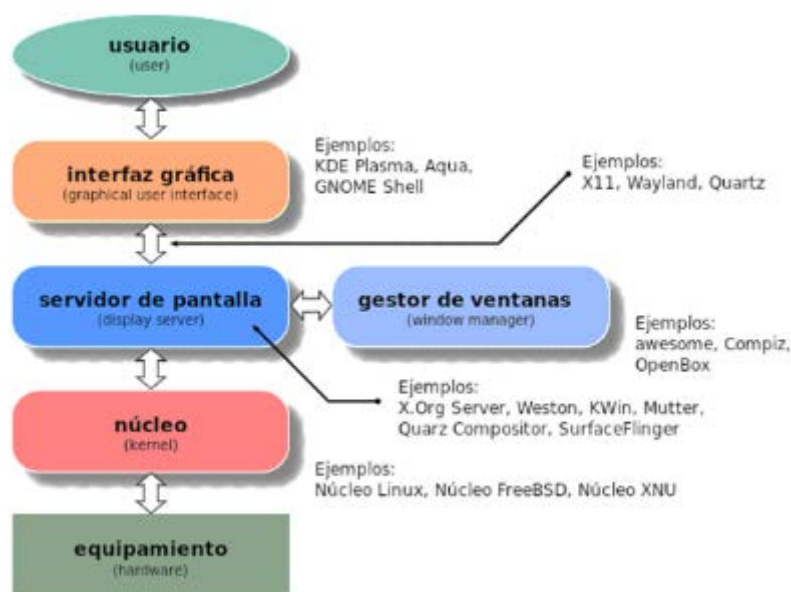 usuario
(user)
interfaz gráfica
(graphical user interface)
Ejemplos:
KDE Plasma, Aqua,
GNOME Shell
Ejemplos:
X11, Wayland, Quartz
servidor de pantalla
(display server)
gestor de ventanas
(window manager)
Ejemplos:
awesome, Compiz,
OpenBox
Ejemplos:
X.Org Server, Weston, KWin, Mutter,
Quarz Compositor, SurfaceFlinger
núcleo
(kernel)
Ejemplos:
Núcleo Linux, Núcleo FreeBSD, Núcleo XNU
equipamiento
(hardware)